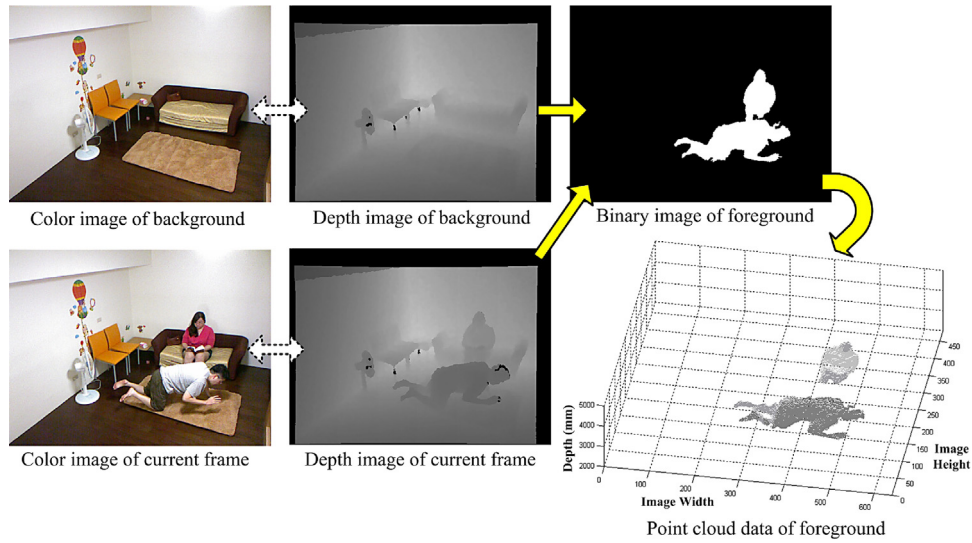 Color image of background
Depth image of background
Binary image of foreground
Color image of current frame
Depth image of current frame
Depth (mm)
5000
4000
3000
2000
0
100
200
300
400
500
600
Image Width
450
400
350
300
250
200
150
100
50
0
Image
Height
Point cloud data of foreground